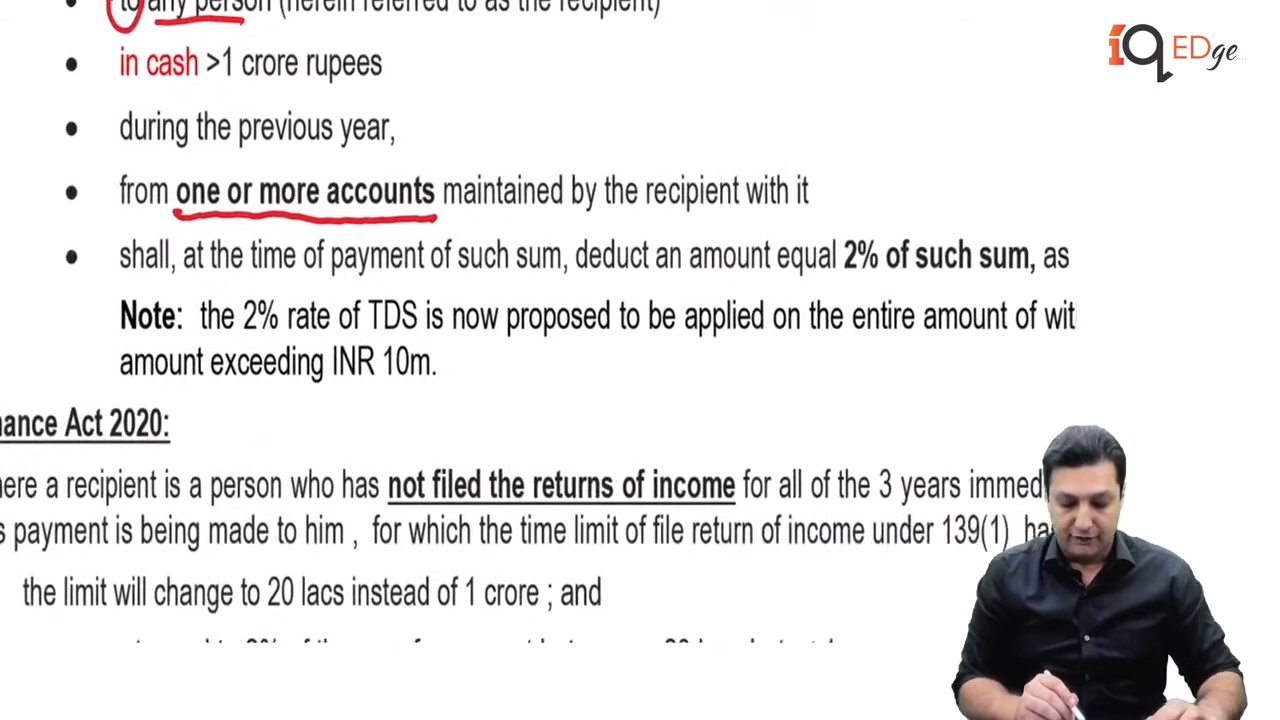 to any person (herein referred to as the recipient)
iQ EDge
in cash >1 crore rupees
during the previous year,
from one or more accounts maintained by the recipient with it
shall, at the time of payment of such sum, deduct an amount equal 2% of such sum, as
Note: the 2% rate of TDS is now proposed to be applied on the entire amount of wit
amount exceeding INR 10m.
nance Act 2020:
here a recipient is a person who has not filed the returns of income for all of the 3 years immed
s payment is being made to him , for which the time limit of file return of income under 139(1) ha
the limit will change to 20 lacs instead of 1 crore ; and